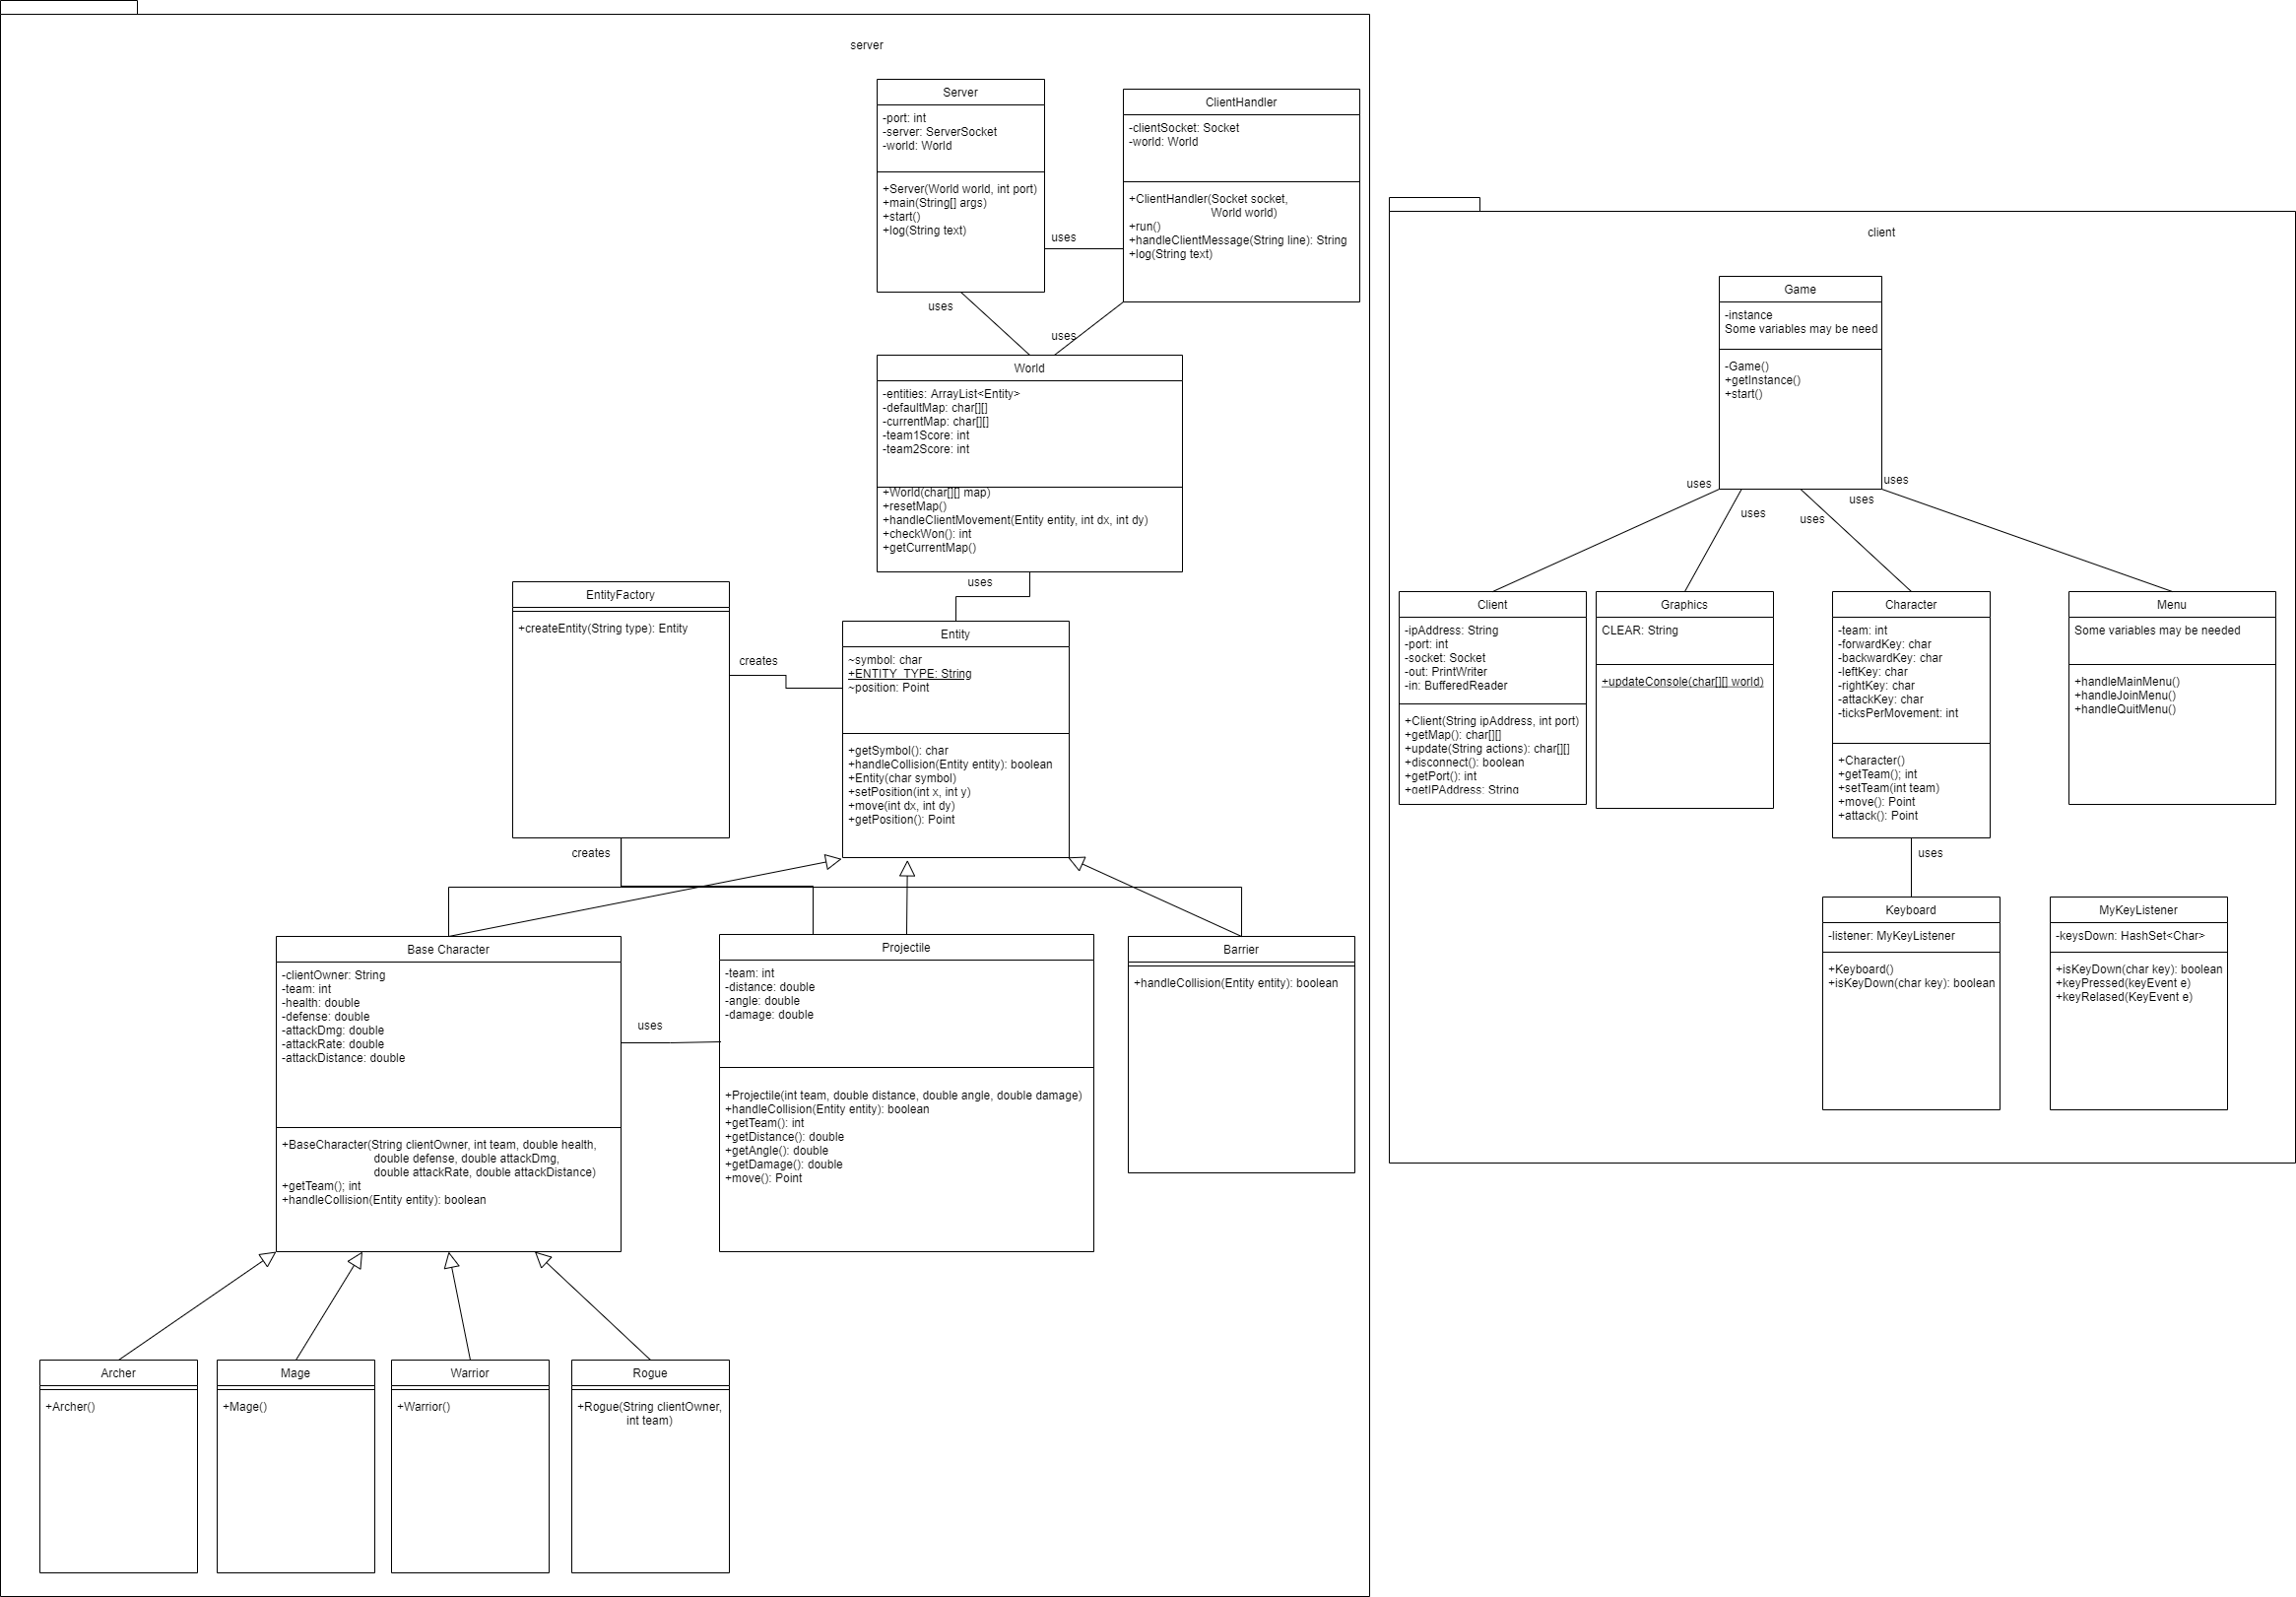 server
Server
-port: int
-server: ServerSocket
-world: World
+Server(World world, int port)
+main(String[] args)
+start()
+log(String text)
uses
ClientHandler
-clientSocket: Socket
-world: World
+ClientHandler(Socket socket,
World world)
+run()
+handleClientMessage(String line): String
+log(String text)
uses
uses
World
-entities: ArrayList<Entity>
-defaultMap: char[][]
-currentMap: char[][]
-team1Score: int
-team2Score: int
+World(char[][] map)
+resetMap()
+handleClientMovement(Entity entity, int dx, int dy)
+checkWon(): int
+getCurrentMap()
uses
EntityFactory
+createEntity(String type): Entity
creates
Entity
~symbol: char
+ENTITY_TYPE: String
~position: Point
+getSymbol(): char
+handleCollision(Entity entity): boolean
+Entity(char symbol)
+setPosition(int x, int y)
+move(int dx, int dy)
+getPosition(): Point
creates
Base Character
-clientOwner: String
-team: int
-health: double
-defense: double
-attackDmg: double
-attackRate: double
-attackDistance: double
+BaseCharacter(String clientOwner, int team, double health,
double defense, double attackDmg,
double attackRate, double attackDistance)
+getTeam(); int
+handleCollision(Entity entity): boolean
uses
Projectile
-team: int
-distance: double
-angle: double
-damage: double
+Projectile(int team, double distance, double angle, double damage)
+handleCollision(Entity entity): boolean
+getTeam(): int
+getDistance(): double
+getAngle(): double
+getDamage(): double
+move(): Point
Barrier
+handleCollision(Entity entity): boolean
Archer
+Archer()
Mage
+Mage()
Warrior
+Warrior()
Rogue
+Rogue(String clientOwner,
int team)
client
Game
-instance
Some variables may be need
-Game()
+getInstance()
+start()
uses
uses
uses
uses
uses
Client
-ipAddress: String
-port: int
-socket: Socket
-out: PrintWriter
-in: BufferedReader
+Client(String ipAddress, int port)
+getMap(): char[][]
+update(String actions): char[][]
+disconnect(): boolean
+getPort(): int
+getIPAddress: String
Graphics
CLEAR: String
+updateConsole(char[][] world)
Character
-team: int
-forwardKey: char
-backwardKey: char
-leftKey: char
-rightKey: char
-attackKey: char
-ticksPerMovement: int
+Character()
+getTeam(); int
+setTeam(int team)
+move(): Point
+attack(): Point
Menu
Some variables may be needed
+handleMainMenu()
+handleJoinMenu()
+handleQuitMenu()
uses
Keyboard
-listener: MyKeyListener
+Keyboard()
+isKeyDown(char key): boolean
MyKeyListener
-keysDown: HashSet<Char>
+isKeyDown(char key): boolean
+keyPressed(keyEvent e)
+keyRelased(KeyEvent e)